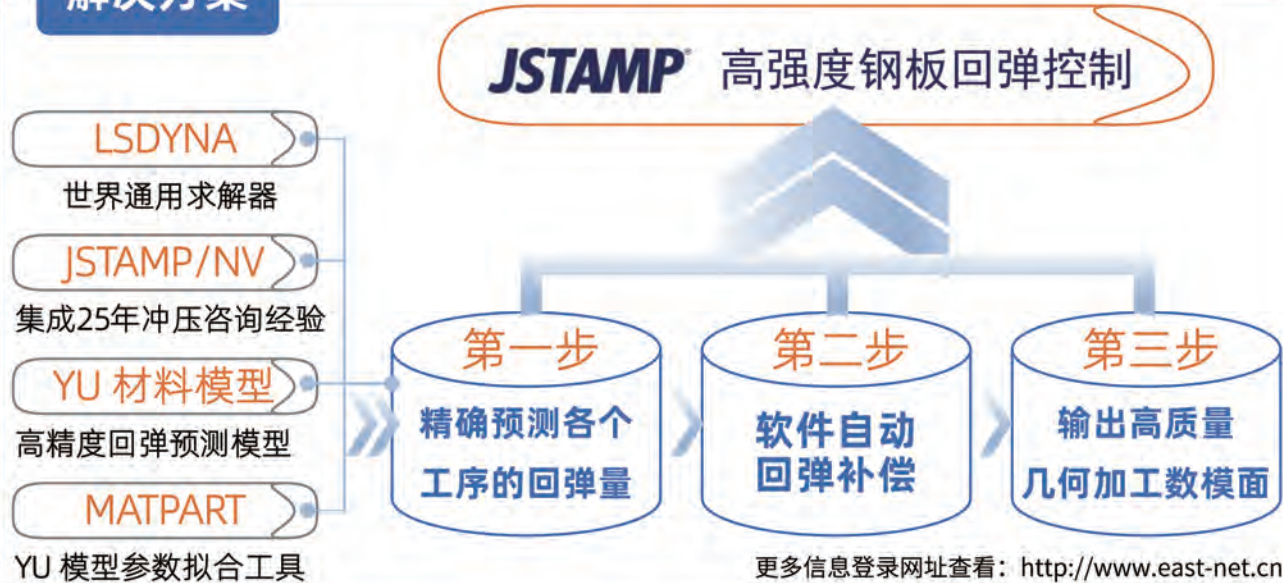 解决方案
JSTAMP® 高强度钢板回弹控制
LSDYNA
世界通用求解器
JSTAMP/NV
集成25年冲压咨询经验
YU 材料模型
高精度回弹预测模型
MATPART
YU 模型参数拟合工具
第一步
精确预测各个
工序的回弹量
第二步
软件自动
回弹补偿
第三步
输出高质量
几何加工数模面
更多信息登录网址查看：http://www.east-net.cn